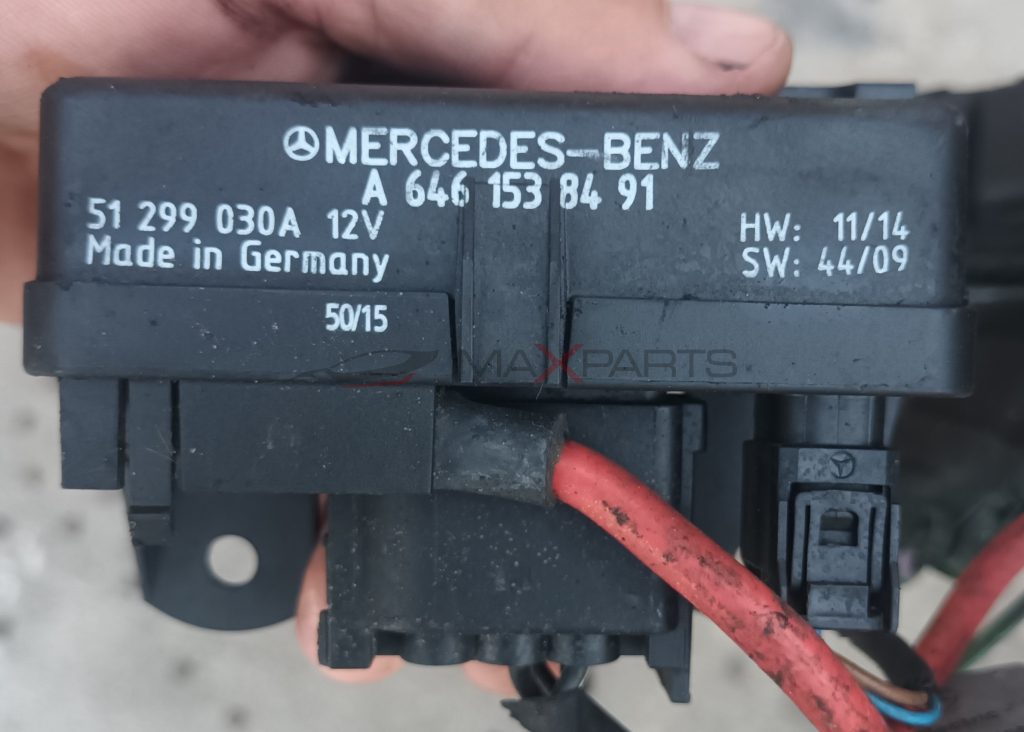 MERCEDES-BENZ
A 646 153 84 91
51 299 030A 12V
Made in Germany
HW: 11/14
SW: 44/09
50/15
MAXPARTS